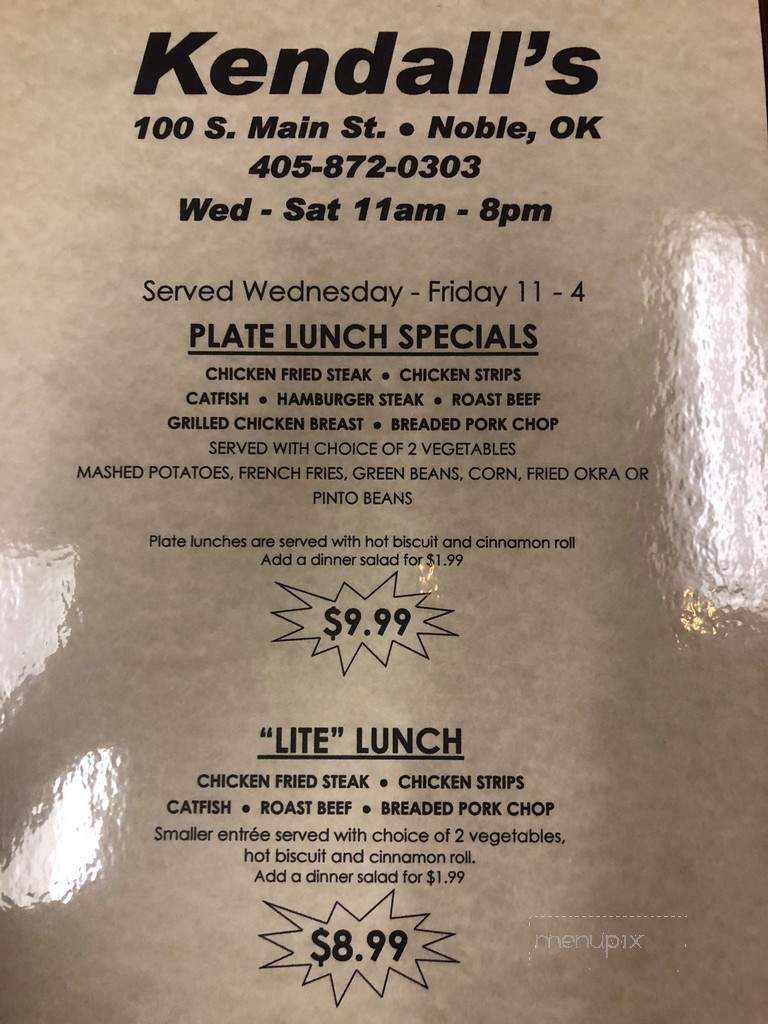 Kendall's
100 S. Main St. • Noble, OK
405-872-0303
Wed - Sat 11am - 8pm
Served Wednesday - Friday 11 - 4
PLATE LUNCH SPECIALS
CHICKEN FRIED STEAK • CHICKEN STRIPS
CATFISH • HAMBURGER STEAK • ROAST BEEF
GRILLED CHICKEN BREAST • BREADED PORK CHOP
SERVED WITH CHOICE OF 2 VEGETABLES
MASHED POTATOES, FRENCH FRIES, GREEN BEANS, CORN, FRIED OKRA OR
PINTO BEANS
Plate lunches are served with hot biscuit and cinnamon roll
Add a dinner salad for $1.99
$9.99
“LITE” LUNCH
CHICKEN FRIED STEAK • CHICKEN STRIPS
CATFISH • ROAST BEEF • BREADED PORK CHOP
Smaller entrée served with choice of 2 vegetables,
hot biscuit and cinnamon roll.
Add a dinner salad for $1.99
$8.99
menupix